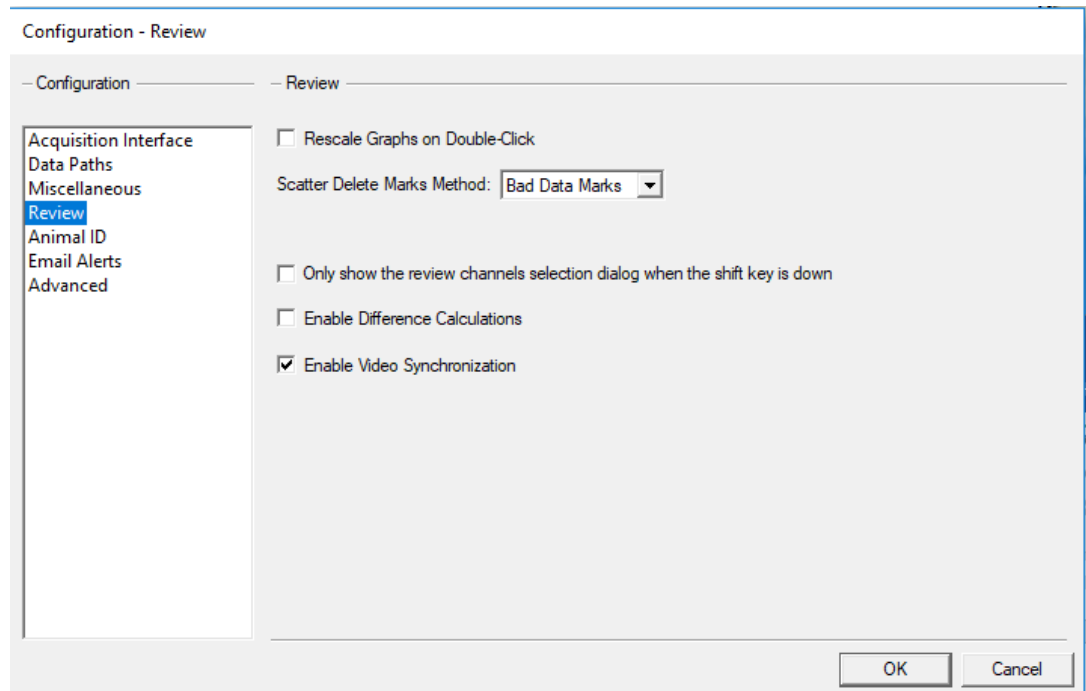 Configuration - Review
Configuration
Acquisition Interface
Data Paths
Miscellaneous
Review
Animal ID
Email Alerts
Advanced
Review
Rescale Graphs on Double-Click
Scatter Delete Marks Method: Bad Data Marks
Only show the review channels selection dialog when the shift key is down
Enable Difference Calculations
Enable Video Synchronization
OK Cancel